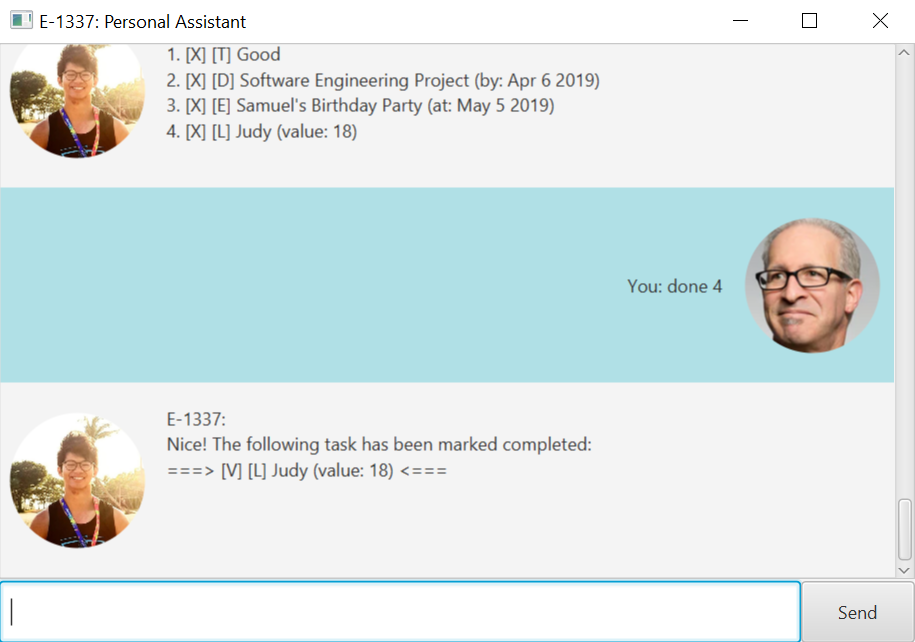 E-1337: Personal Assistant
1. [X] [T] Good
2. [X] [D] Software Engineering Project (by: Apr 6 2019)
3. [X] [E] Samuel's Birthday Party (at: May 5 2019)
4. [X] [L] Judy (value: 18)
You: done 4
E-1337:
Nice! The following task has been marked completed:
===> [V] [L] Judy (value: 18) <===
Send